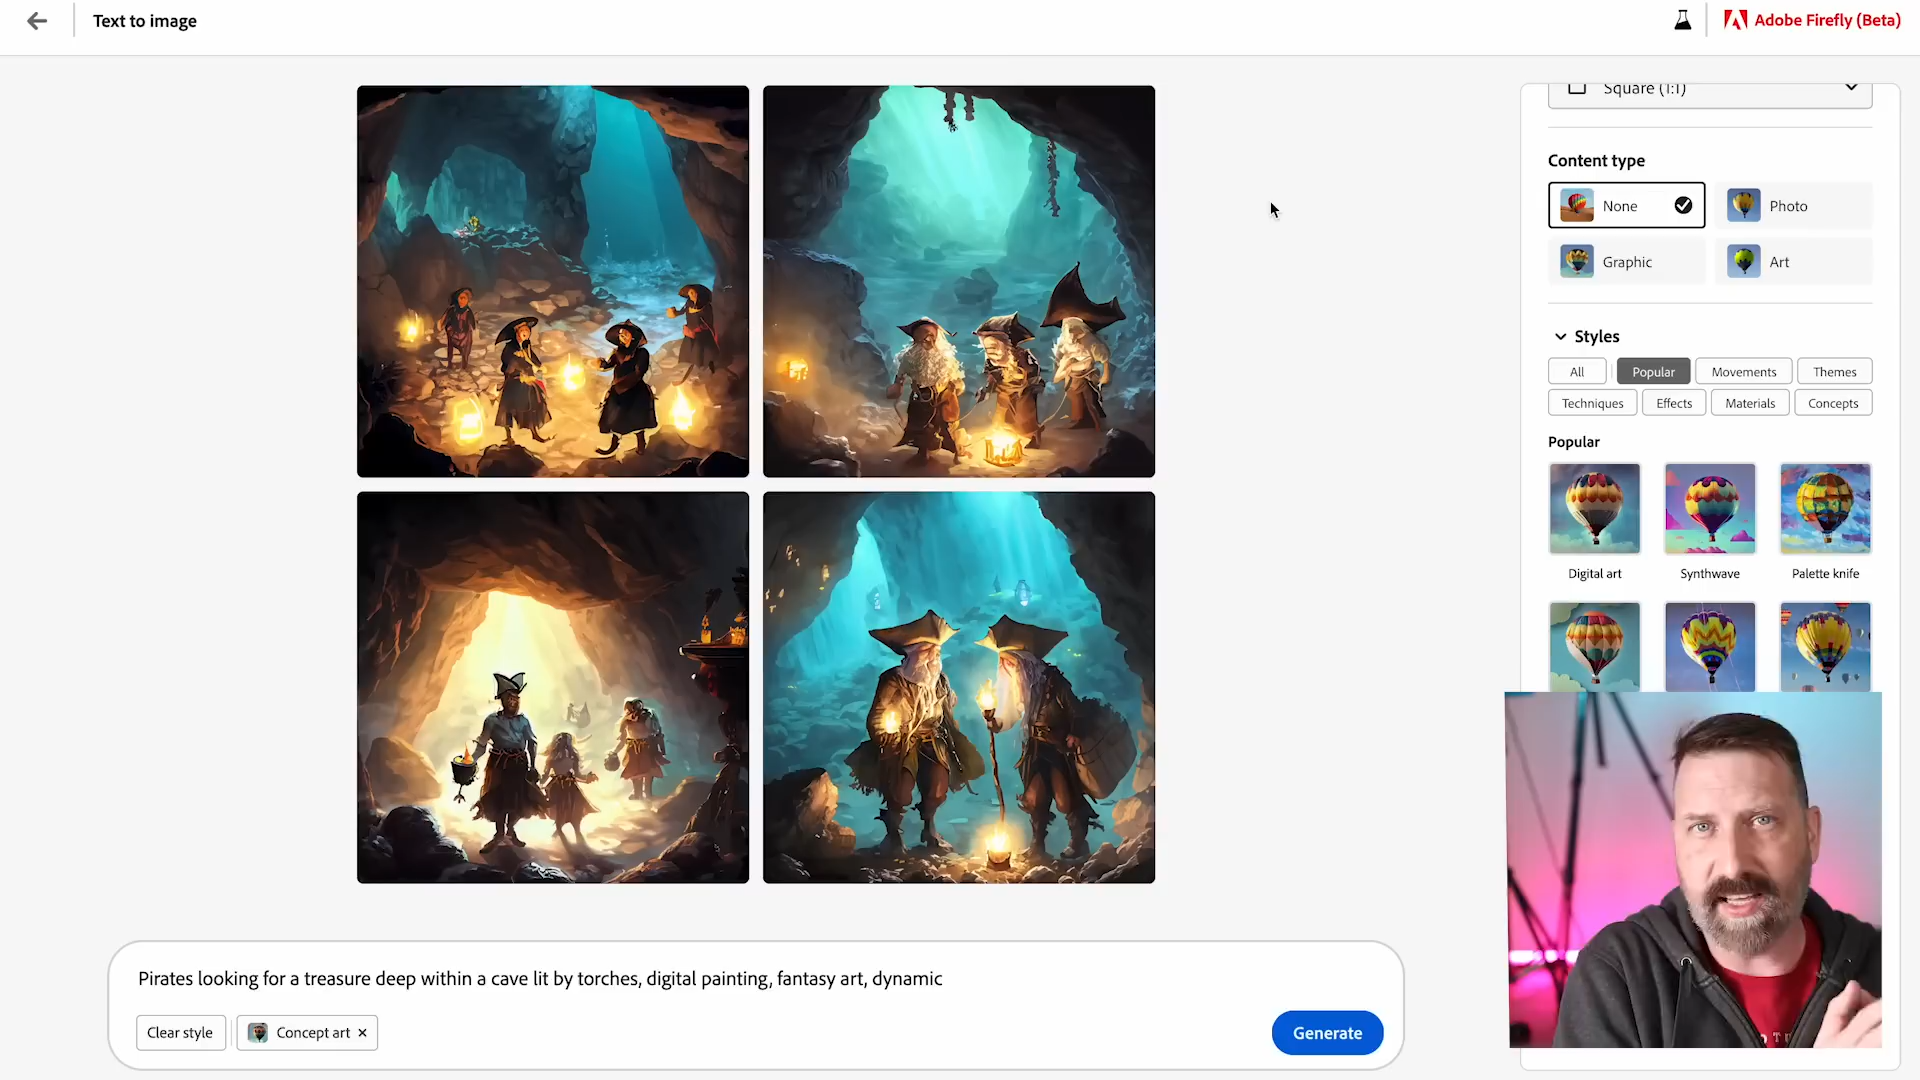 Text to image
Adobe Firefly (Beta)
Square (1:1)
Content type
None
Photo
Graphic
Art
Styles
All
Popular
Movements
Themes
Techniques
Effects
Materials
Concepts
Popular
Digital art
Synthwave
Palette knife
Pirates looking for a treasure deep within a cave lit by torches, digital painting, fantasy art, dynamic
Clear style
Concept art
Generate